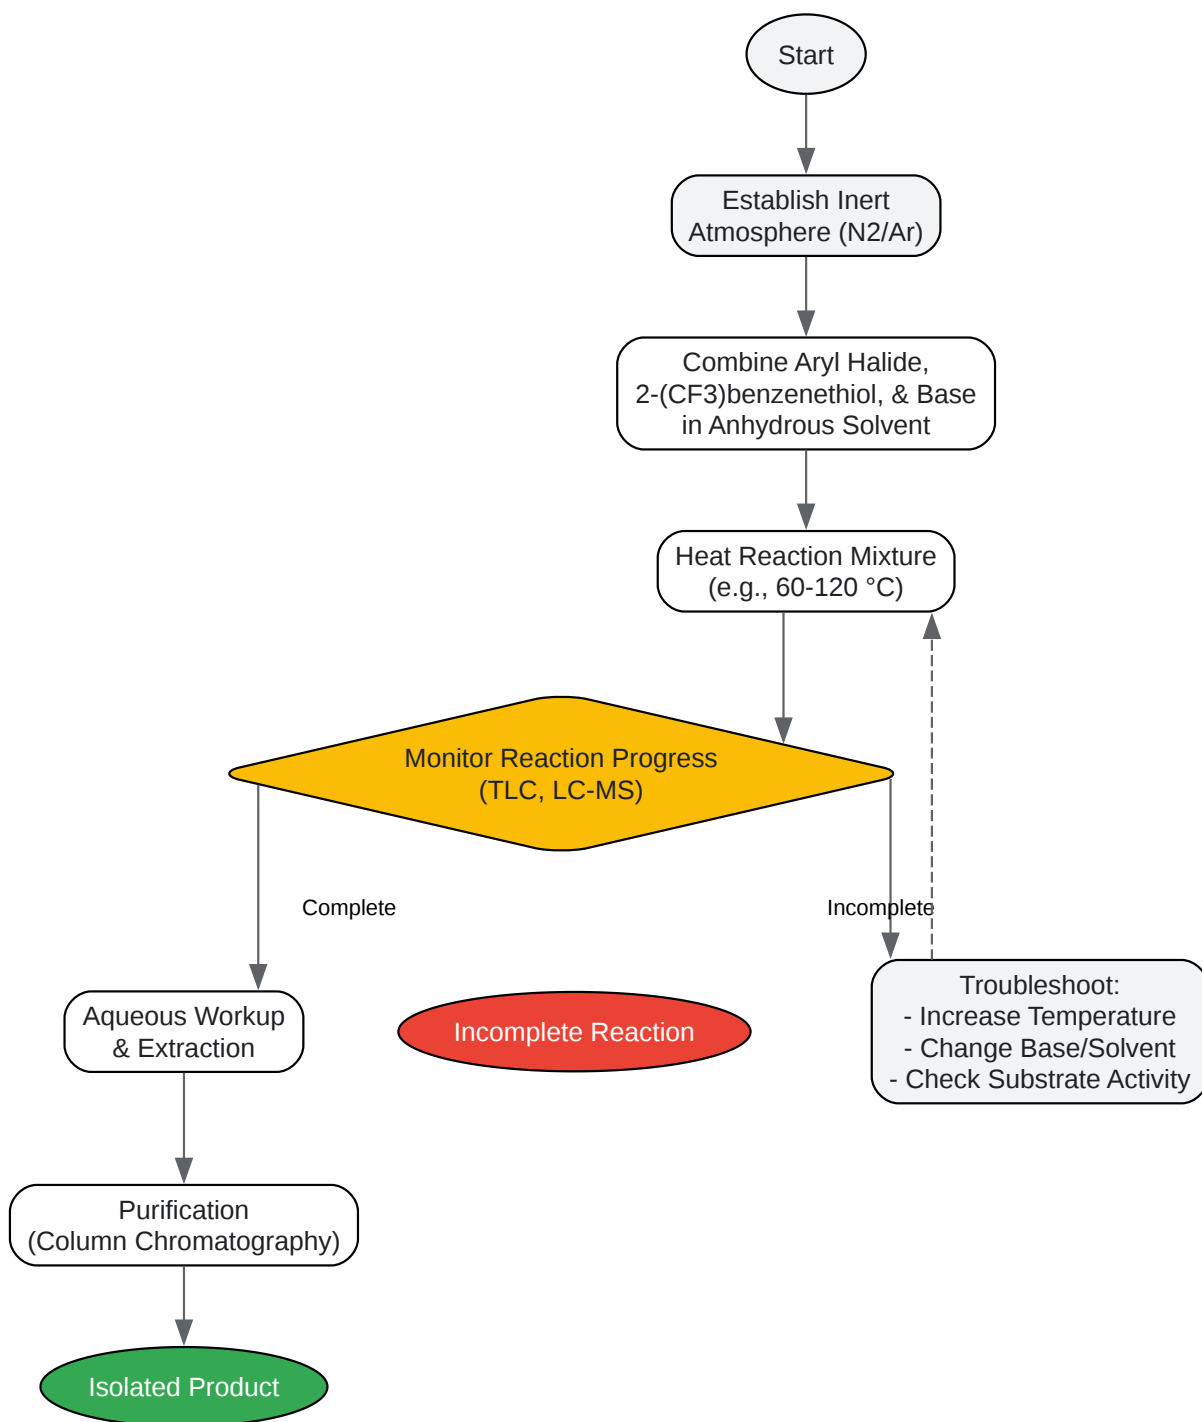 Start
Establish Inert
Atmosphere (N2/Ar)
Combine Aryl Halide,
2-(CF3)benzenethiol, & Base
in Anhydrous Solvent
Heat Reaction Mixture
(e.g., 60-120 °C)
Monitor Reaction Progress
(TLC, LC-MS)
Complete
Incomplete
Aqueous Workup
& Extraction
Incomplete Reaction
Troubleshoot:
- Increase Temperature
- Change Base/Solvent
- Check Substrate Activity
Purification
(Column Chromatography)
Isolated Product